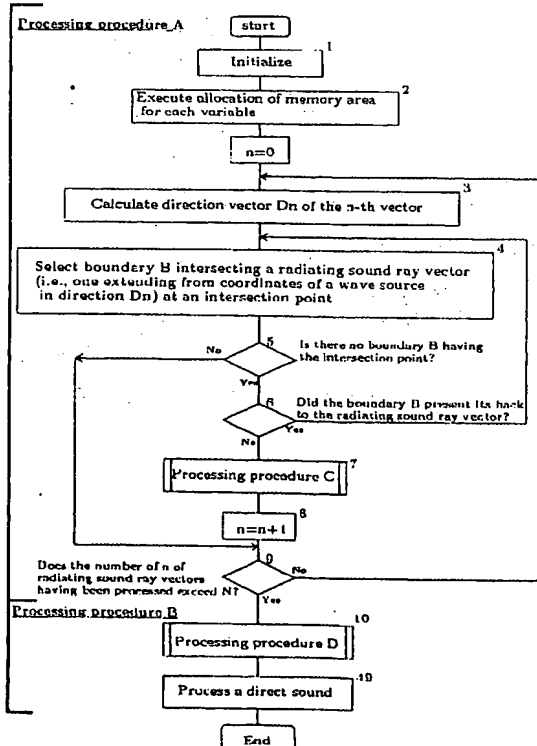 Processing procedure A
start
1
Initialize
2
Execute allocation of memory area
for each variable
n=0
3
Calculate direction vector Dn of the n-th vector
4
Select boundary B intersecting a radiating sound ray vector
(i.e., one extending from coordinates of a wave source
in direction Dn) at an intersection point
5
Is there no boundary B having
the intersection point?
No
Yes
6
Did the boundary B present its back
to the radiating sound ray vector?
Yes
No
7
Processing procedure C
8
n=n+1
9
Does the number of n of
radiating sound ray vectors
having been processed exceed N?
No
Yes
Processing procedure B
10
Processing procedure D
19
Process a direct sound
End